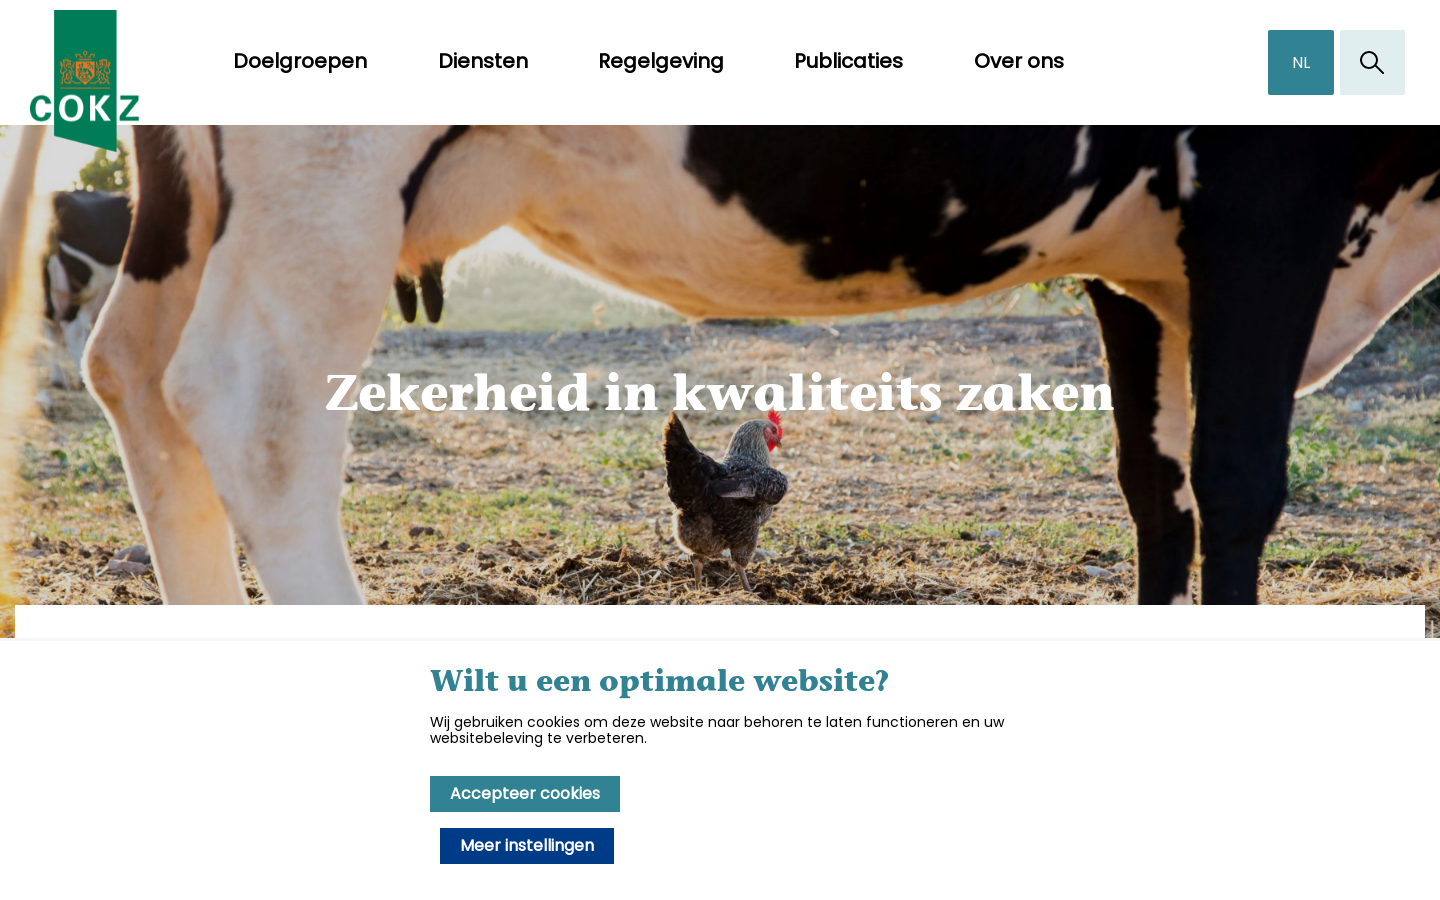 COKZ
Doelgroepen
Diensten
Regelgeving
Publicaties
Over ons
NL
Zekerheid in kwaliteits zaken
Wilt u een optimale website?
Wij gebruiken cookies om deze website naar behoren te laten functioneren en uw
websitebeleving te verbeteren.
Accepteer cookies
Meer instellingen